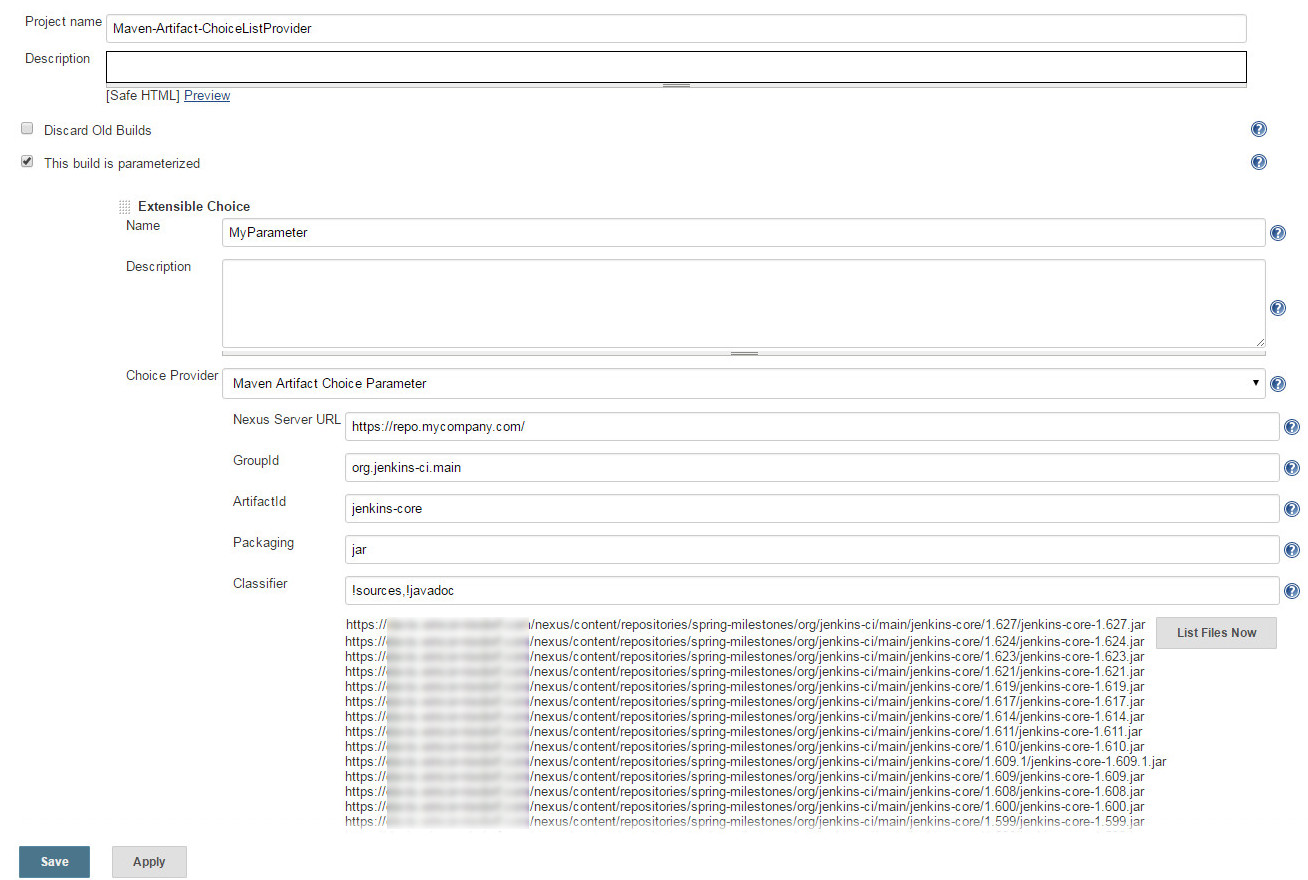 Project name Maven-Artifact-ChoiceListProvider
Description
[Safe HTML] Preview
Discard Old Builds
This build is parameterized
Extensible Choice
Name MyParameter
Description
Choice Provider Maven Artifact Choice Parameter
Nexus Server URL https://repo.mycompany.com/
GroupId org.jenkins-ci.main
ArtifactId jenkins-core
Packaging jar
Classifier !sources,!javadoc
https:// /nexus/content/repositories/spring-milestones/org/jenkins-ci/main/jenkins-core/1.627/jenkins-core-1.627.jar List Files Now
https:// /nexus/content/repositories/spring-milestones/org/jenkins-ci/main/jenkins-core/1.624/jenkins-core-1.624.jar
https:// /nexus/content/repositories/spring-milestones/org/jenkins-ci/main/jenkins-core/1.623/jenkins-core-1.623.jar
https:// /nexus/content/repositories/spring-milestones/org/jenkins-ci/main/jenkins-core/1.621/jenkins-core-1.621.jar
https:// /nexus/content/repositories/spring-milestones/org/jenkins-ci/main/jenkins-core/1.619/jenkins-core-1.619.jar
https:// /nexus/content/repositories/spring-milestones/org/jenkins-ci/main/jenkins-core/1.617/jenkins-core-1.617.jar
https:// /nexus/content/repositories/spring-milestones/org/jenkins-ci/main/jenkins-core/1.614/jenkins-core-1.614.jar
https:// /nexus/content/repositories/spring-milestones/org/jenkins-ci/main/jenkins-core/1.611/jenkins-core-1.611.jar
https:// /nexus/content/repositories/spring-milestones/org/jenkins-ci/main/jenkins-core/1.610/jenkins-core-1.610.jar
https:// /nexus/content/repositories/spring-milestones/org/jenkins-ci/main/jenkins-core/1.609.1/jenkins-core-1.609.1.jar
https:// /nexus/content/repositories/spring-milestones/org/jenkins-ci/main/jenkins-core/1.609/jenkins-core-1.609.jar
https:// /nexus/content/repositories/spring-milestones/org/jenkins-ci/main/jenkins-core/1.608/jenkins-core-1.608.jar
https:// /nexus/content/repositories/spring-milestones/org/jenkins-ci/main/jenkins-core/1.600/jenkins-core-1.600.jar
https:// /nexus/content/repositories/spring-milestones/org/jenkins-ci/main/jenkins-core/1.599/jenkins-core-1.599.jar
Save Apply